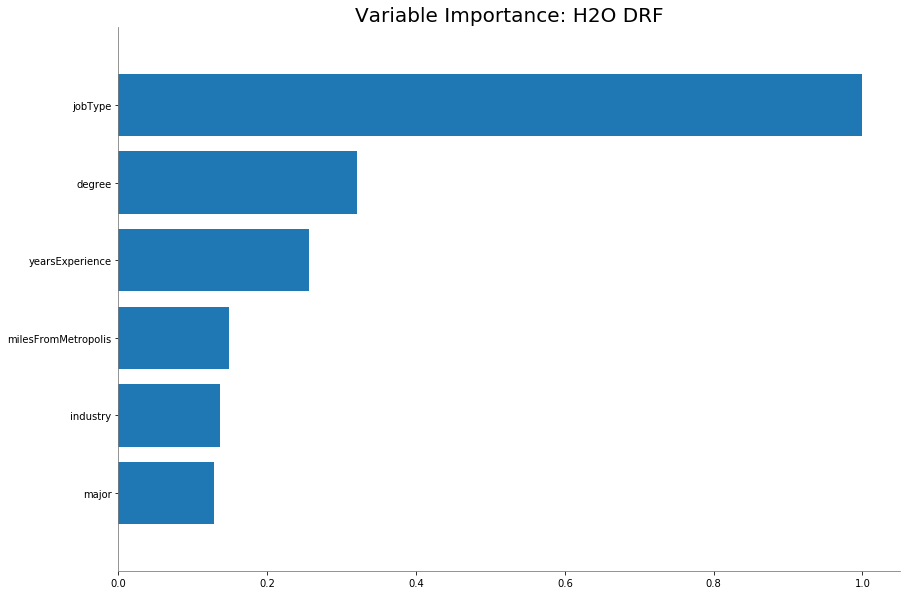 Variable Importance: H2O DRF
jobType
degree
yearsExperience
milesFromMetropolis
industry
major
0.0 0.2 0.4 0.6 0.8 1.0